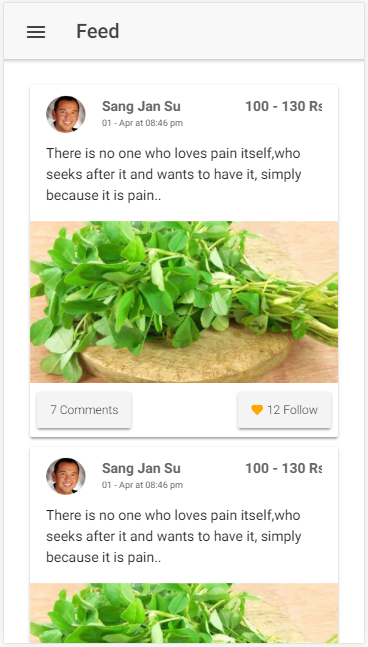 Feed
Sang Jan Su 100 - 130 Rs
01 - Apr at 08:46 pm
There is no one who loves pain itself,who
seeks after it and wants to have it, simply
because it is pain..
7 Comments 12 Follow
Sang Jan Su 100 - 130 Rs
01 - Apr at 08:46 pm
There is no one who loves pain itself,who
seeks after it and wants to have it, simply
because it is pain..